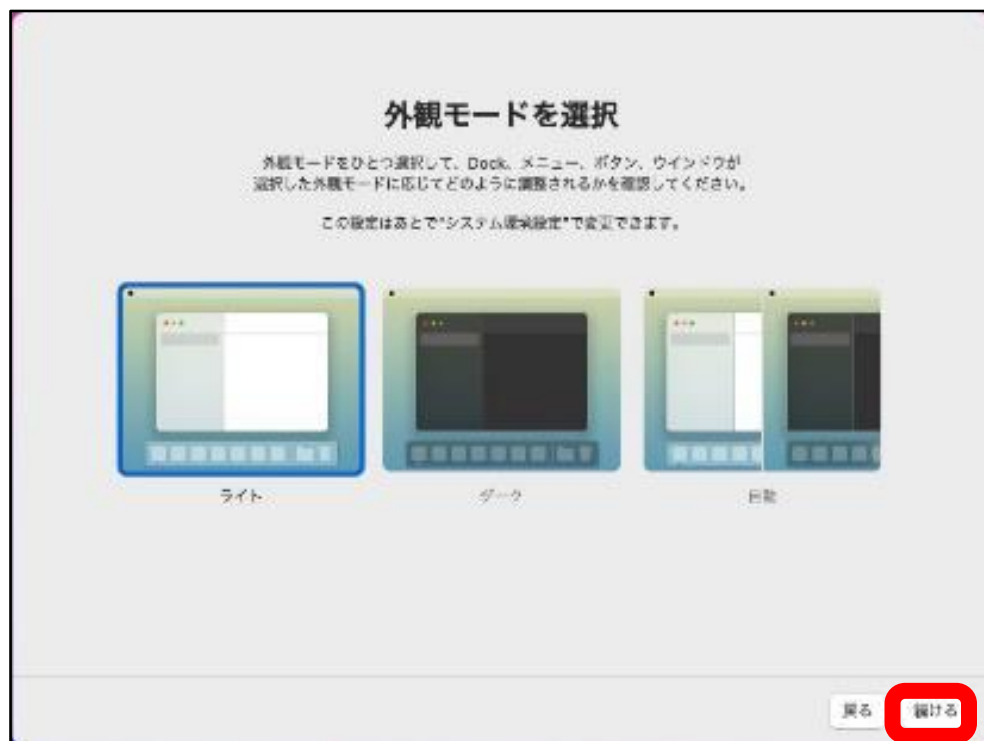 外観モードを選択
外観モードをひとつ選択して、Dock、メニュー、ボタン、ウインドウが
選択した外観モードに応じてどのように調整されるかを確認してください。
この設定はあとで"システム環境設定"で変更できます。
ライト
ダーク
自動
戻る
続ける